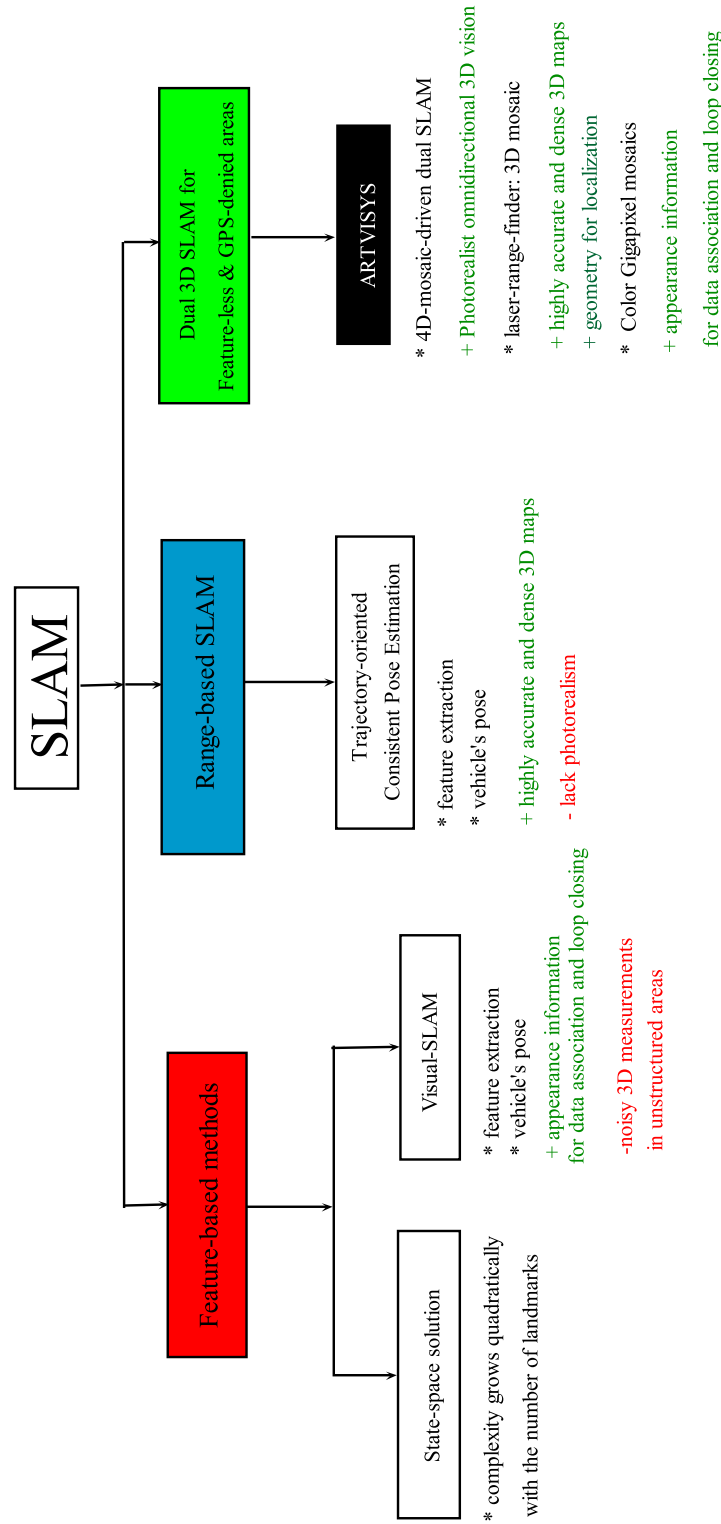 SLAM
Feature-based methods
State-space solution
* complexity grows quadratically
with the number of landmarks
Visual-SLAM
* feature extraction
* vehicle's pose
+ appearance information
for data association and loop closing
-noisy 3D measurements
in unstructured areas
Range-based SLAM
Trajectory-oriented
Consistent Pose Estimation
* feature extraction
* vehicle's pose
+ highly accurate and dense 3D maps
- lack photorealism
Dual 3D SLAM for
Feature-less & GPS-denied areas
ARTVISYS
* 4D-mosaic-driven dual SLAM
+ Photorealist omnidirectional 3D vision
* laser-range-finder: 3D mosaic
+ highly accurate and dense 3D maps
+ geometry for localization
* Color Gigapixel mosaics
+ appearance information
for data association and loop closing